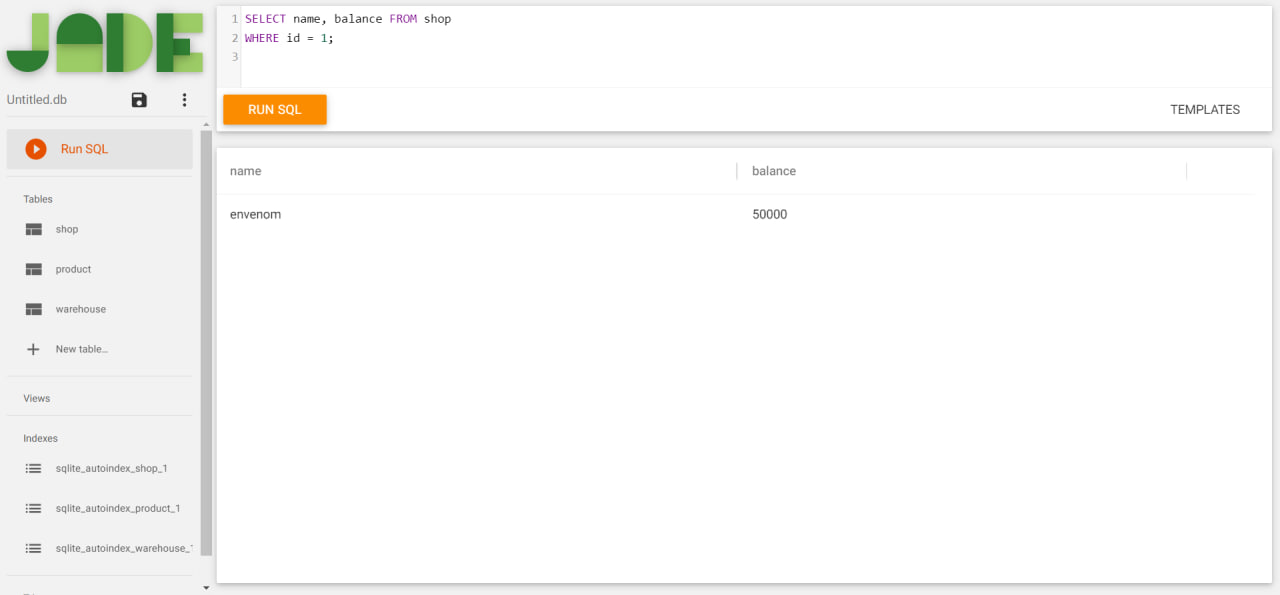 JADE
Untitled.db
Run SQL
Tables
shop
product
warehouse
New table...
Views
Indexes
sqlite_autoindex_shop_1
sqlite_autoindex_product_1
sqlite_autoindex_warehouse_
1 SELECT name, balance FROM shop
2 WHERE id = 1;
3
RUN SQL
TEMPLATES
name balance
envenom 50000